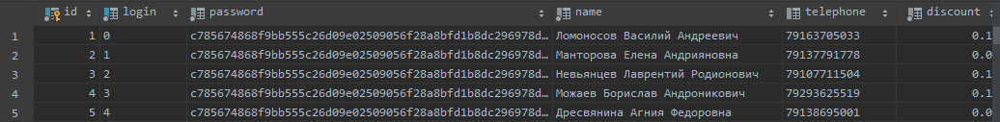 id login password name telephone discount
1 1 0 c785674868f9bb555c26d09e02509056f28a8bfd1b8dc296978d… Ломоносов Василий Андреевич 79163705033 0.1
2 2 1 c785674868f9bb555c26d09e02509056f28a8bfd1b8dc296978d… Манторова Елена Андрияновна 79137791778 0.0
3 3 2 c785674868f9bb555c26d09e02509056f28a8bfd1b8dc296978d… Невьянцев Лаврентий Родионович 79107711504 0.1
4 4 3 c785674868f9bb555c26d09e02509056f28a8bfd1b8dc296978d… Можаев Борислав Андроникович 79293625519 0.1
5 5 4 c785674868f9bb555c26d09e02509056f28a8bfd1b8dc296978d… Дресвянина Агния Федоровна 79138695001 0.0